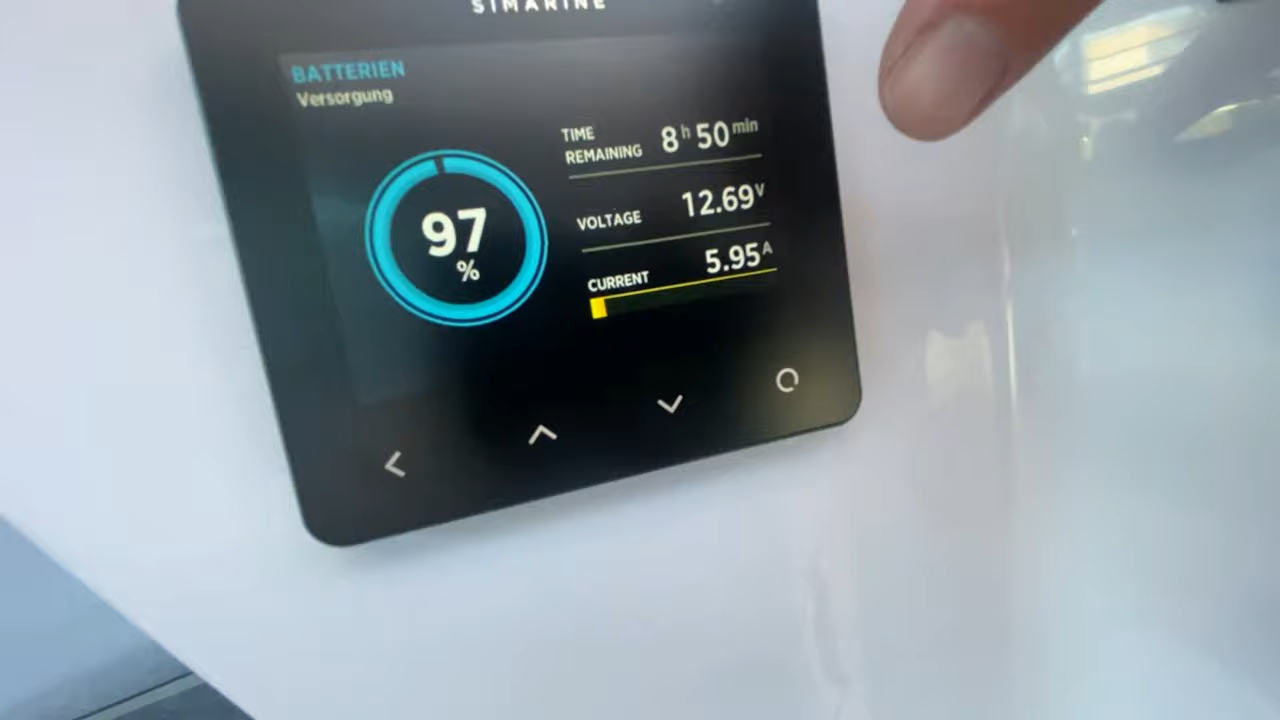 SIMARINE
BATTERIEN
Versorgung
97
%
TIME
REMAINING 8 h 50 min
VOLTAGE 12.69 V
CURRENT 5.95 A